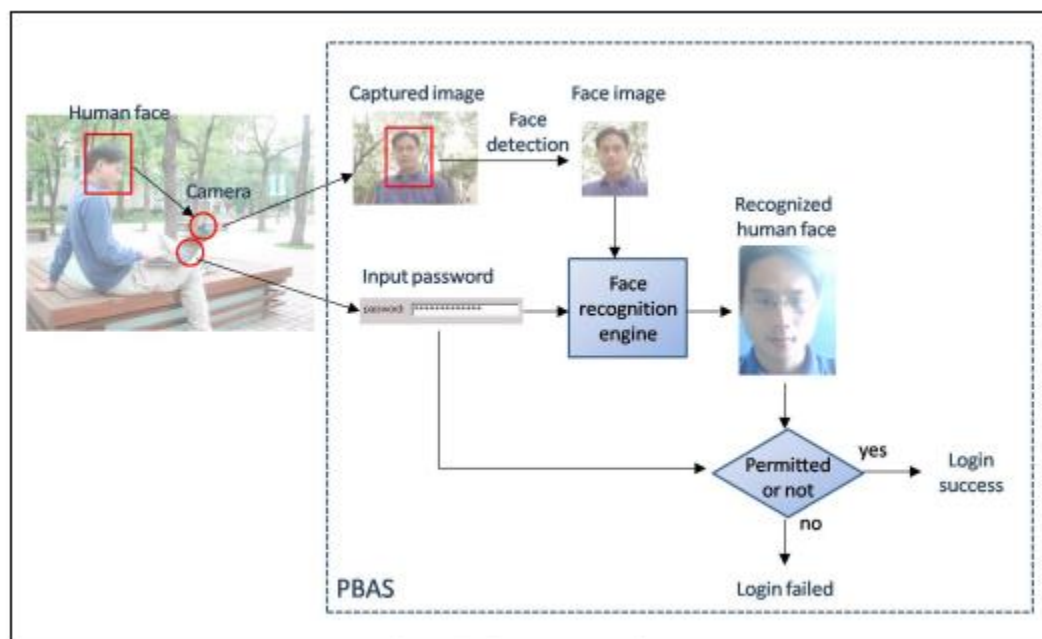 Human face
Camera
Captured image
Face
detection
Face image
Input password
password: **************
Face
recognition
engine
Recognized
human face
Permitted
or not
yes
Login
success
no
Login failed
PBAS